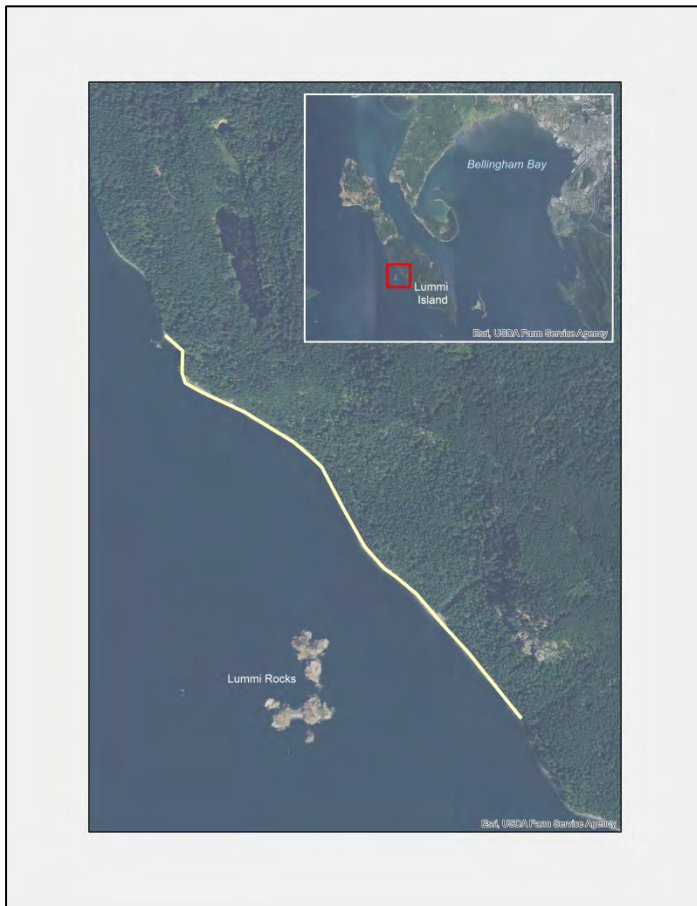 Bellingham Bay
Lummi
Island
Esri, USDA Farm Service Agency
Lummi Rocks
Esri, USDA Farm Service Agency